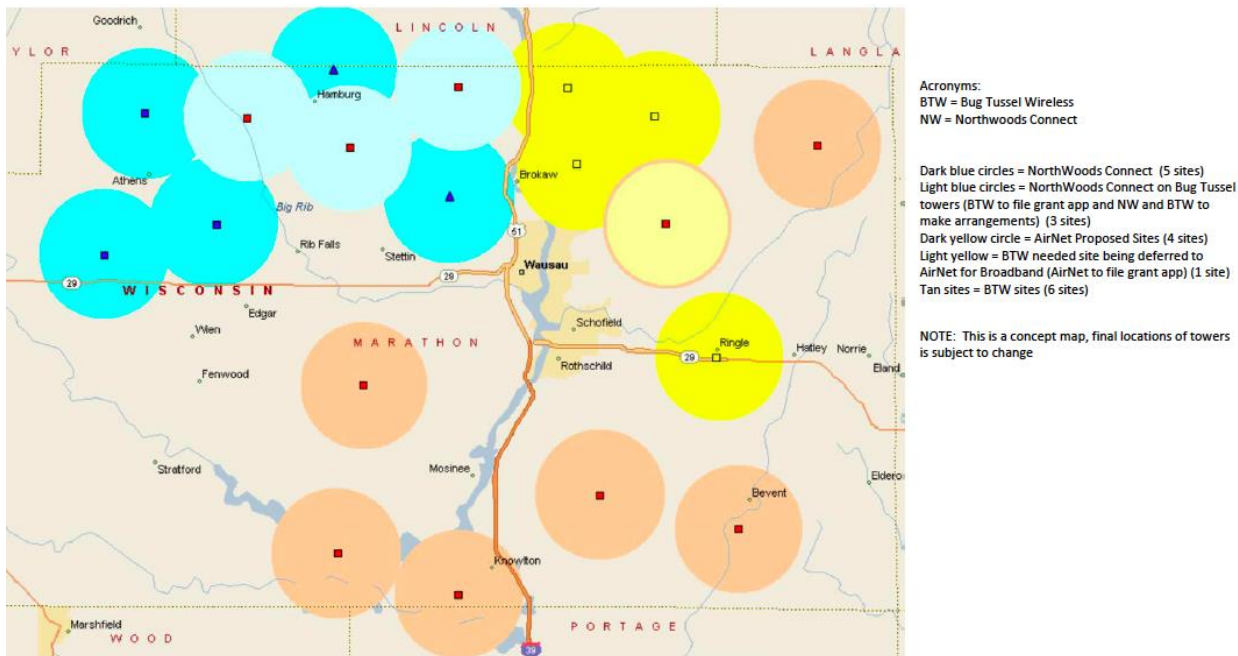 Goodrich
LINCOLN
YLOR
LANGLA
Hamburg
Athens
Brokaw
Big Rib
Rib Falls
Stettin
51
29
29
Wausau
WISCONSIN
Edgar
Wien
Schofield
MARATHON
Ringle
Hatley
Norrie
29
Eland
Rothschild
Fenwood
Stratford
Mosinee
Bevent
Eldero
Knowlton
Marshfield
WOOD
PORTAGE
39
Acronyms:
BTW = Bug Tussel Wireless
NW = Northwoods Connect
Dark blue circles = NorthWoods Connect (5 sites)
Light blue circles = NorthWoods Connect on Bug Tussel
towers (BTW to file grant app and NW and BTW to
make arrangements) (3 sites)
Dark yellow circle = AirNet Proposed Sites (4 sites)
Light yellow = BTW needed site being deferred to
AirNet for Broadband (AirNet to file grant app) (1 site)
Tan sites = BTW sites (6 sites)
NOTE: This is a concept map, final locations of towers
is subject to change